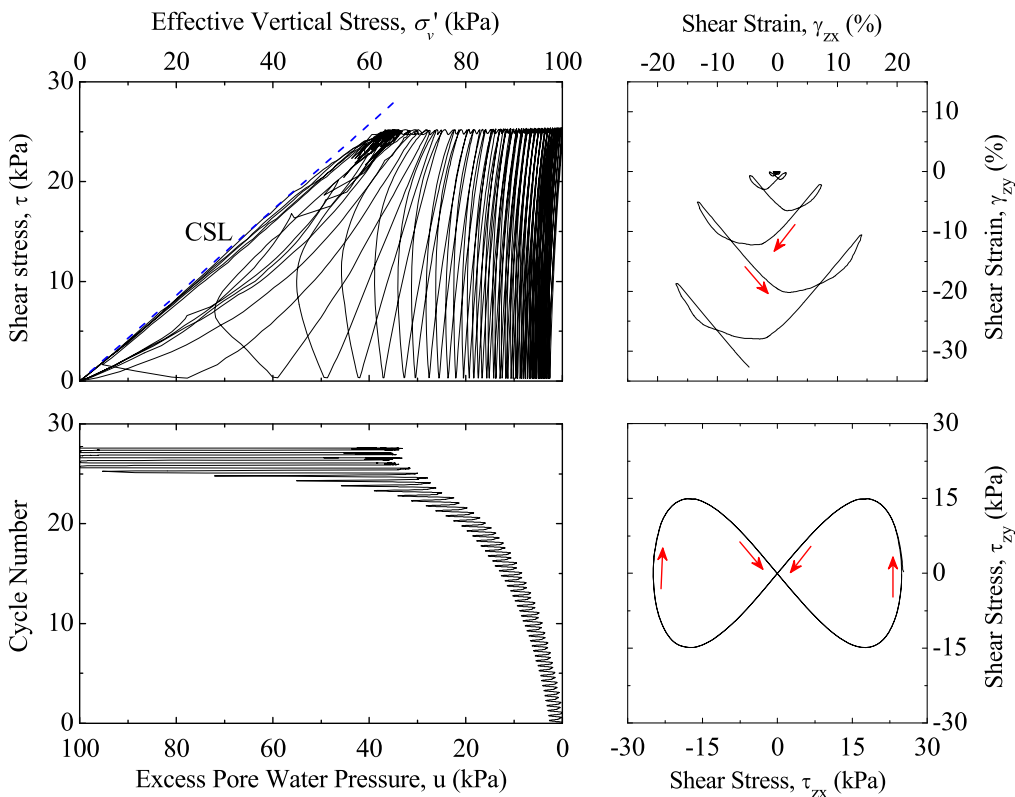 Effective Vertical Stress, σv' (kPa)
0 20 40 60 80 100
30
20
10
0
Shear stress, τ (kPa)
CSL
Shear Strain, γzx (%)
-20 -10 0 10 20
10
0
-10
-20
-30
Shear Strain, γzy (%)
30
20
10
0
Cycle Number
100 80 60 40 20 0
Excess Pore Water Pressure, u (kPa)
30
15
0
-15
-30
Shear Stress, τzy (kPa)
-30 -15 0 15 30
Shear Stress, τzx (kPa)